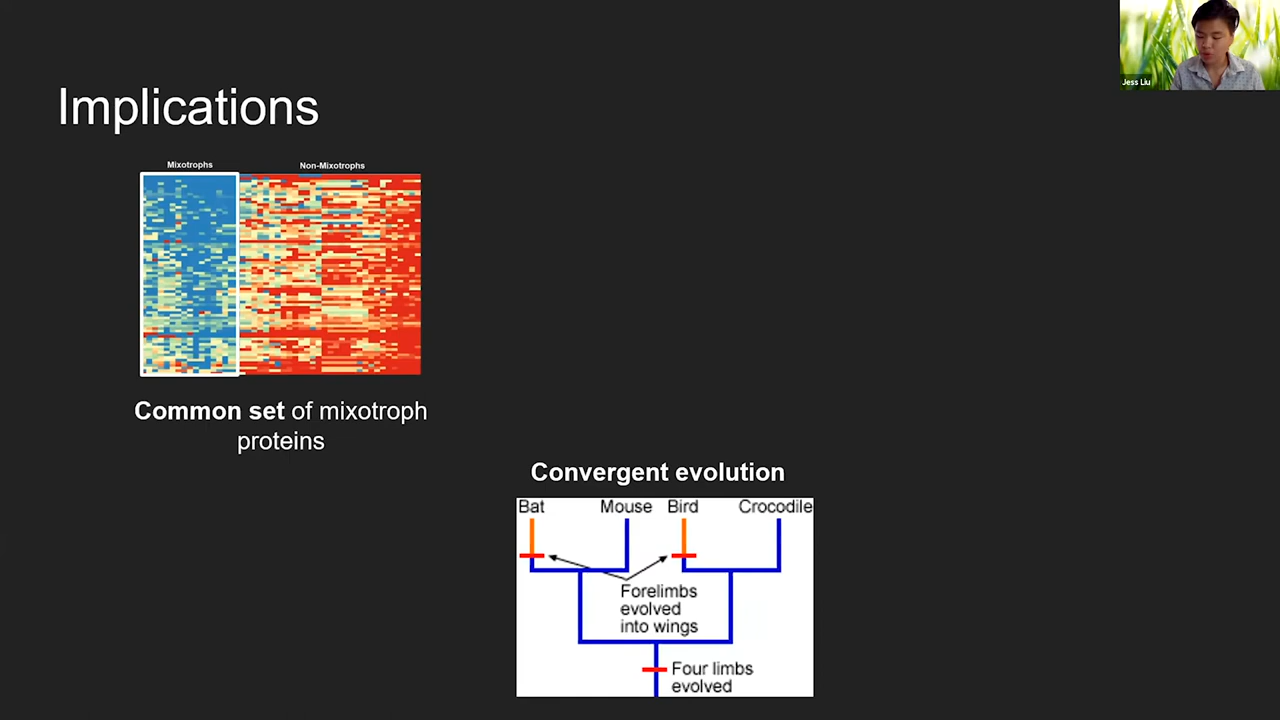 Jess Liu
Implications
Mixotrophs
Non-Mixotrophs
Common set of mixotroph
proteins
Convergent evolution
Bat
Mouse
Bird
Crocodile
Forelimbs
evolved
into wings
Four limbs
evolved